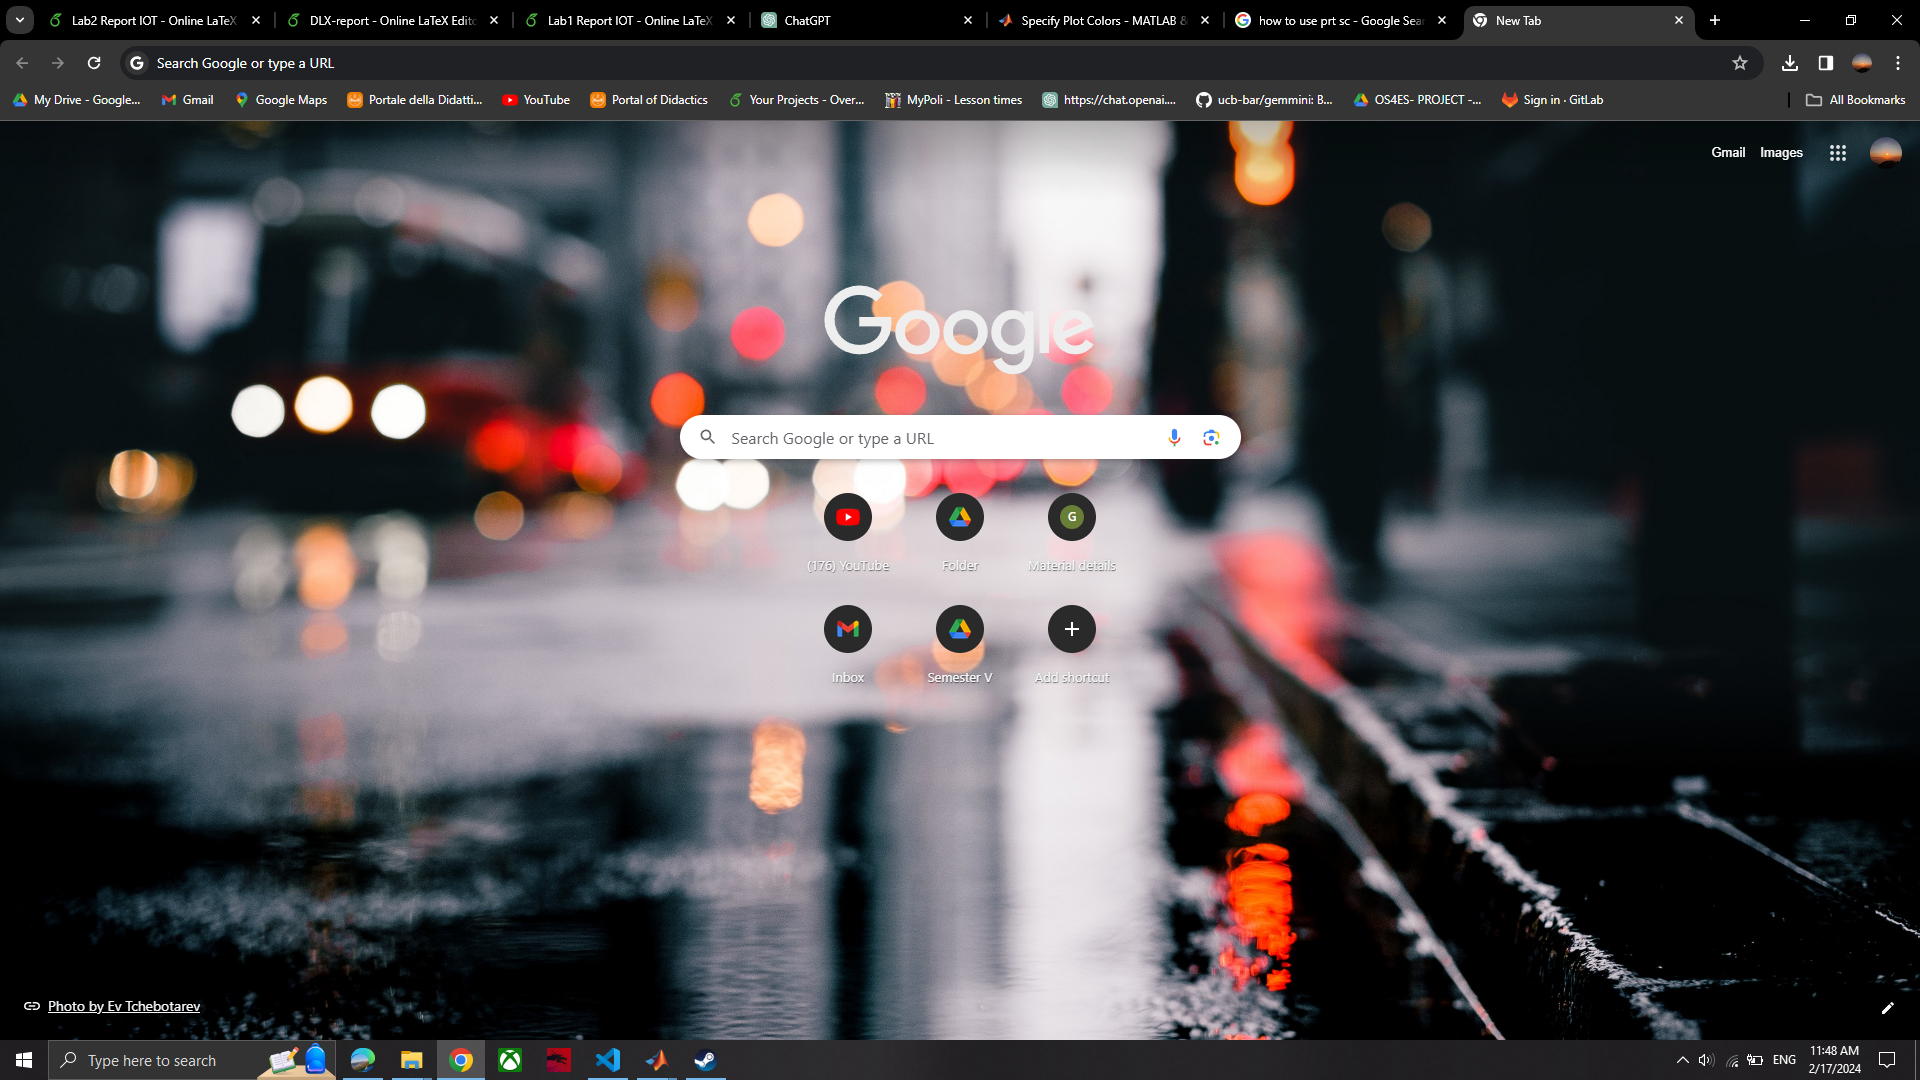 Lab2 Report IOT - Online LaTeX
DLX-report - Online LaTeX Edito
Lab1 Report IOT - Online LaTeX
ChatGPT
Specify Plot Colors - MATLAB &
how to use prt sc - Google Sear
New Tab
Search Google or type a URL
My Drive - Google...
Gmail
Google Maps
Portale della Didatti...
YouTube
Portal of Didactics
Your Projects - Over...
MyPoli - Lesson times
https://chat.openai....
ucb-bar/gemmini: B...
OS4ES- PROJECT -...
Sign in · GitLab
All Bookmarks
Gmail
Images
Google
Search Google or type a URL
G
(176) YouTube
Folder
Material details
Inbox
Semester V
Add shortcut
Photo by Ev Tchebotarev
Type here to search
ENG
11:48 AM
2/17/2024